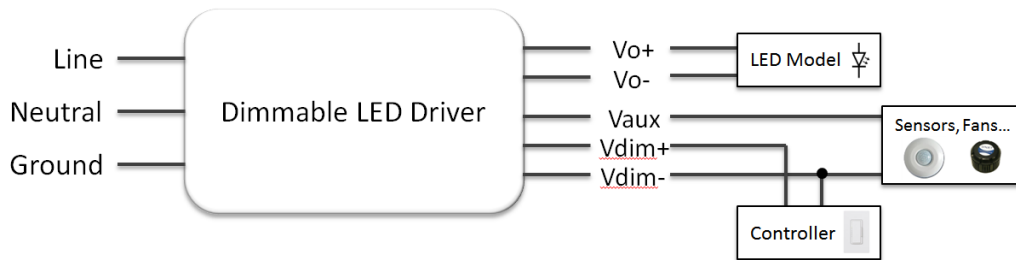 Line
Neutral
Ground
Dimmable LED Driver
Vo+
Vo-
Vaux
Vdim+
Vdim-
LED Model
Sensors, Fans...
Controller